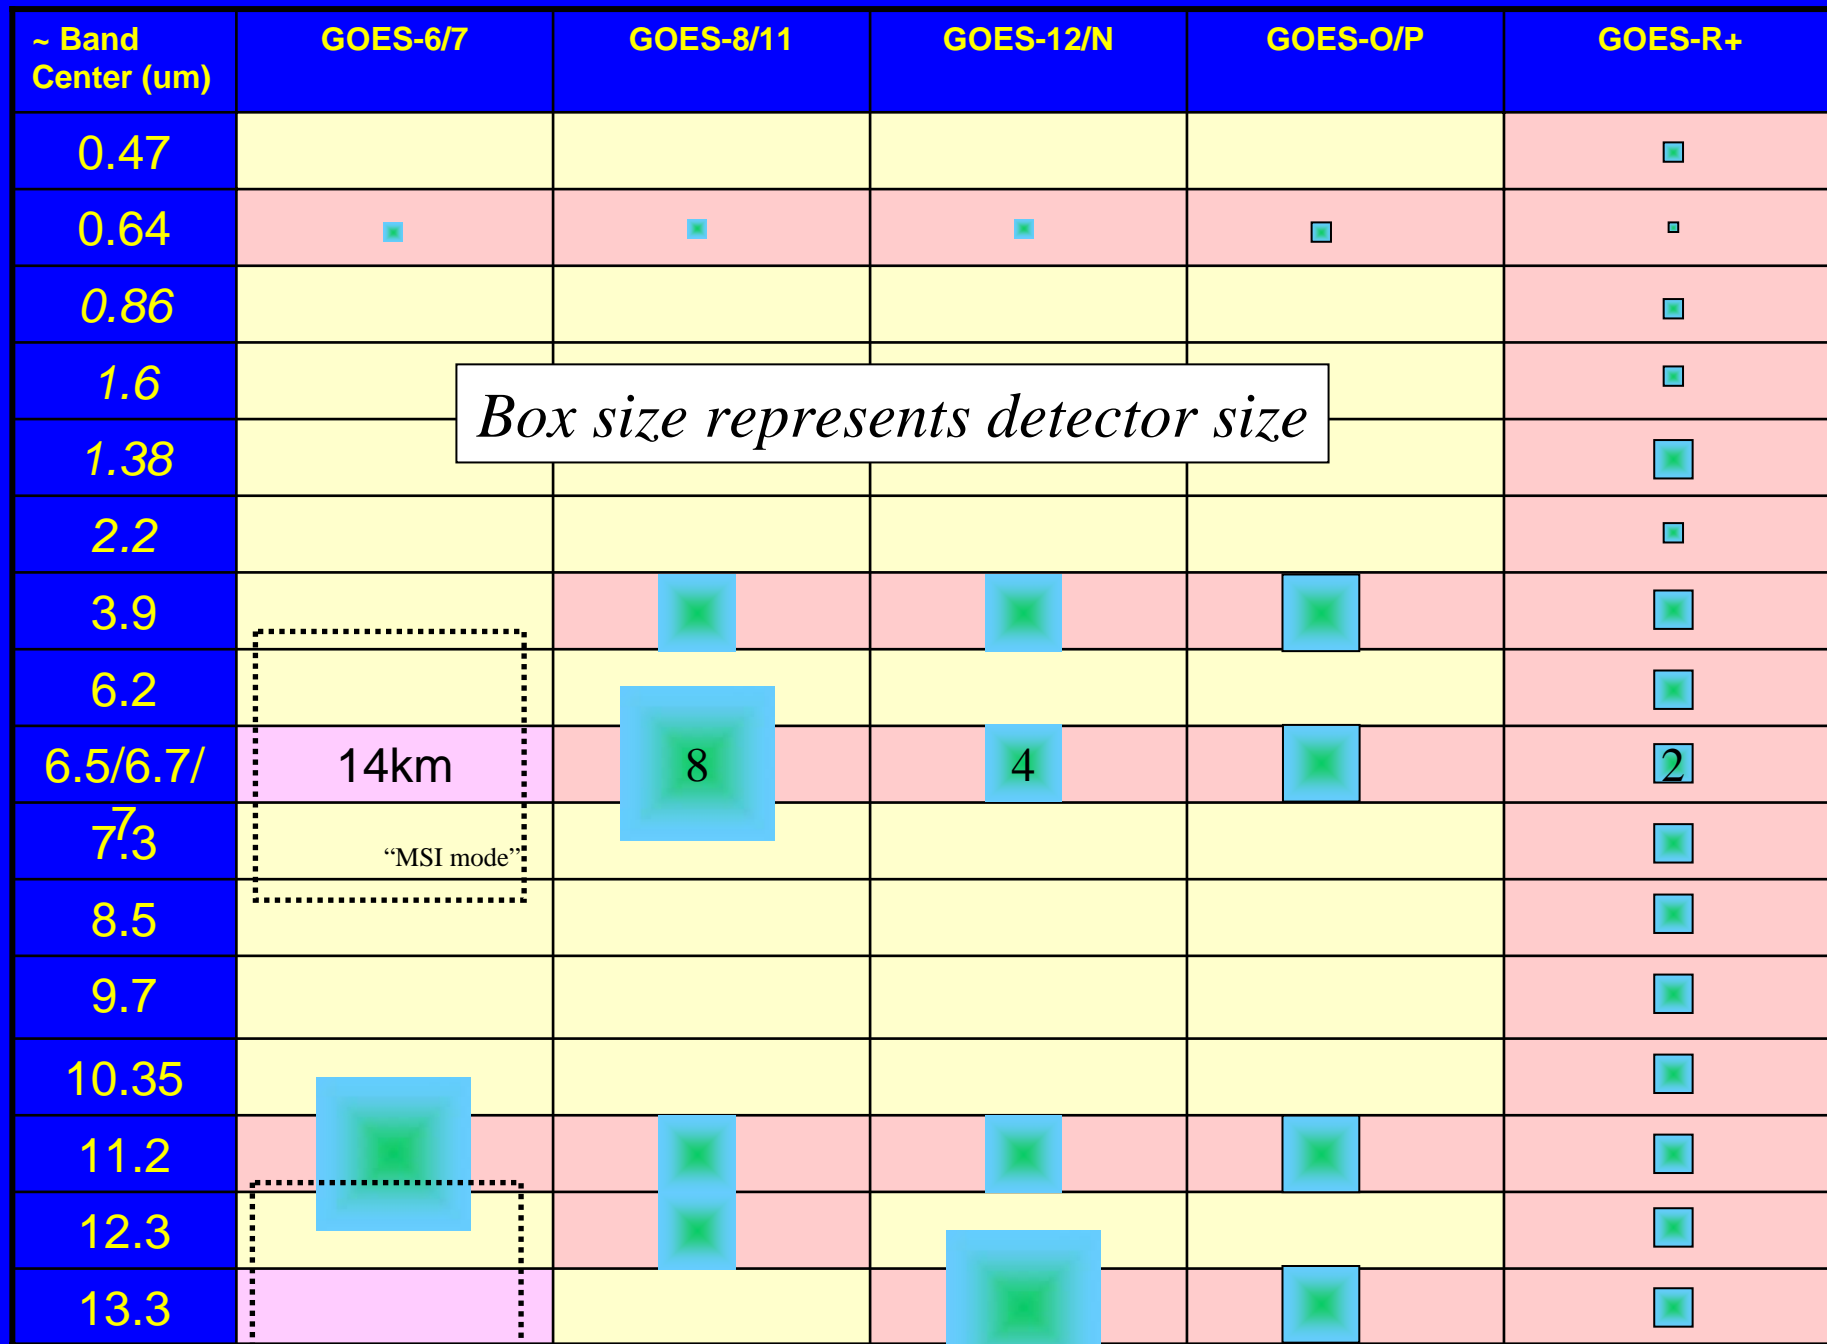 ~ Band
Center (um)
GOES-6/7
GOES-8/11
GOES-12/N
GOES-O/P
GOES-R+
0.47
0.64
0.86
1.6
Box size represents detector size
1.38
2.2
3.9
6.2
6.5/6.7/
7
14km
8
4
2
7.3
"MSI mode"
8.5
9.7
10.35
11.2
12.3
13.3